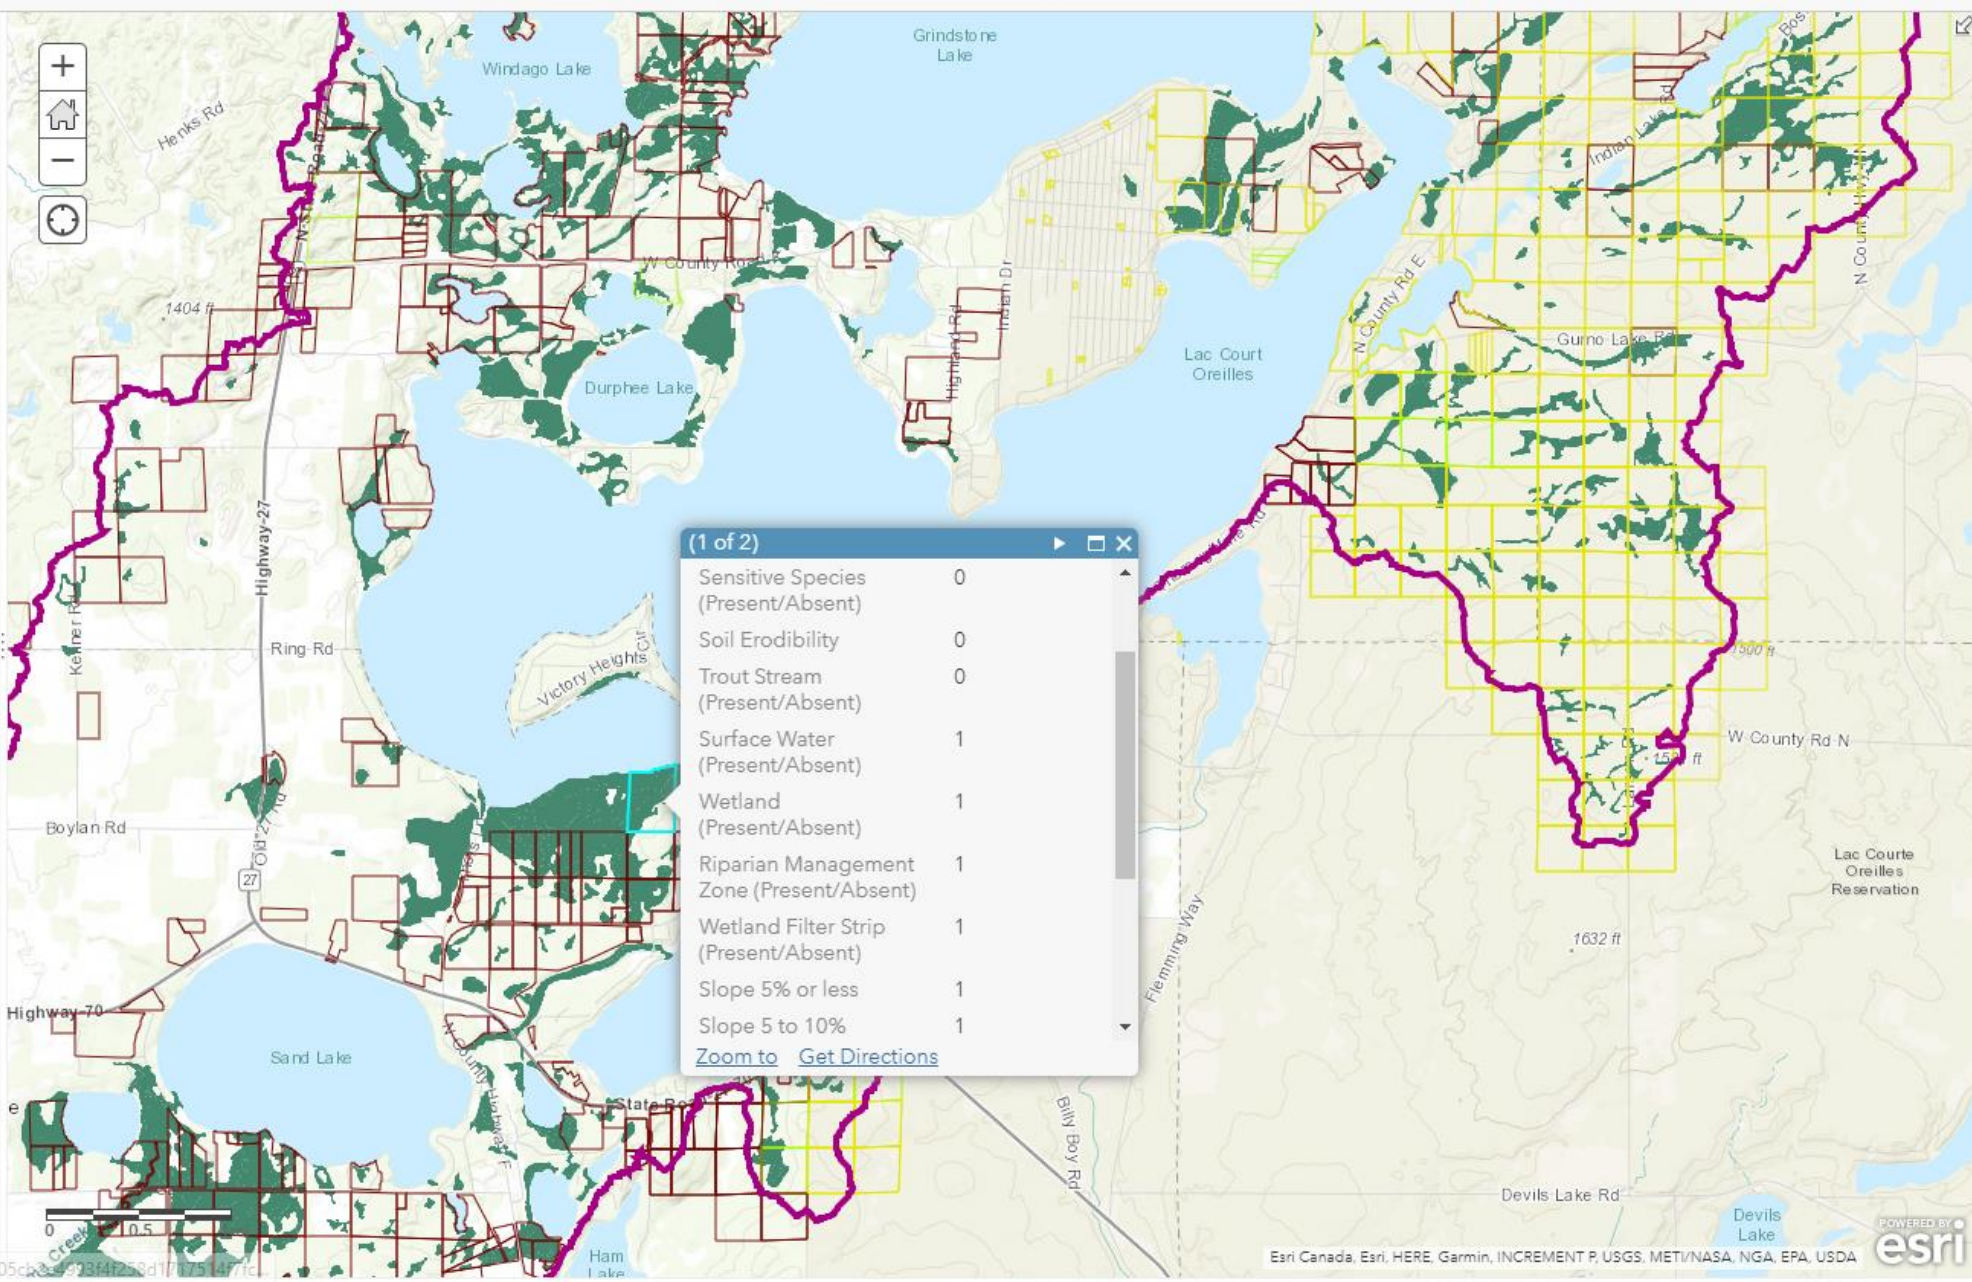 Grindstone
Lake
Windago Lake
Henks Rd
Indian Lake Rd
W County Road
N County Rd E
1404 ft
Highland Rd
Indian Dr
Gurno Lake Rd
Lac Court
Oreilles
Durphee Lake
Highway-27
Kellner Rd
Ring Rd
Victory Heights Cir
1500 ft
W County Rd N
Boylan Rd
Old 27 Rd
27
(1 of 2)
Sensitive Species 0
(Present/Absent)
Soil Erodibility 0
Trout Stream 0
(Present/Absent)
Surface Water 1
(Present/Absent)
Wetland 1
(Present/Absent)
Riparian Management 1
Zone (Present/Absent)
Wetland Filter Strip 1
(Present/Absent)
Slope 5% or less 1
Slope 5 to 10% 1
Zoom to Get Directions
Lac Courte
Oreilles
Reservation
Flemming Way
1632 ft
Highway-70
Sand Lake
Billy Boy Rd
Devils Lake Rd
Devils
Lake
0 0.5
Creek
Ham
Lake
Esri Canada, Esri, HERE, Garmin, INCREMENT P, USGS, METI/NASA, NGA, EPA, USDA
POWERED BY
esri